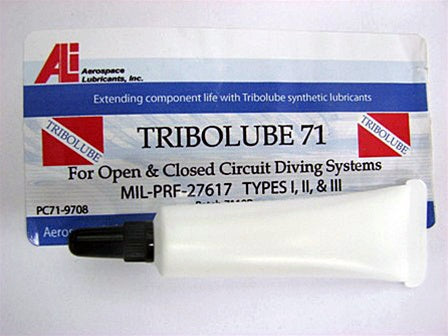 ALi
Aerospace
Lubricants, Inc.
Extending component life with Tribolube synthetic lubricants
TRIBOLUBE
TRIBOLUBE 71
TRIBOLUBE
For Open & Closed Circuit Diving Systems
MIL-PRF-27617 TYPES I, II, & III
PC71-9708